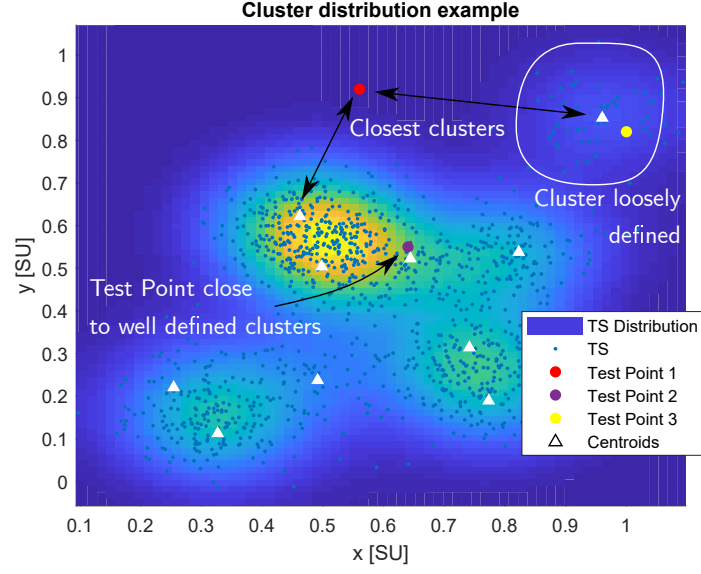 Cluster distribution example
1
0.9
0.8
0.7
0.6
0.5
0.4
0.3
0.2
0.1
0
y [SU]
Closest clusters
Cluster loosely
defined
Test Point close
to well defined clusters
TS Distribution
TS
Test Point 1
Test Point 2
Test Point 3
Centroids
0.1 0.2 0.3 0.4 0.5 0.6 0.7 0.8 0.9 1
x [SU]